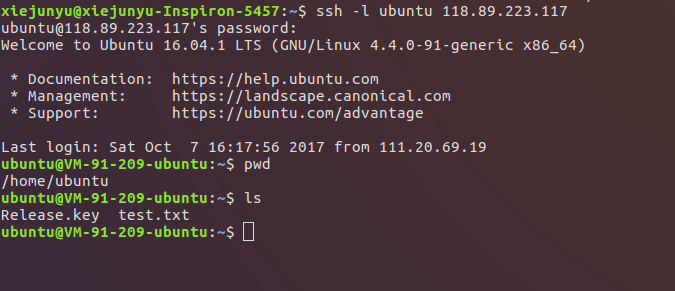 xiejunyu@xiejunyu-Inspiron-5457:~$ ssh -l ubuntu 118.89.223.117
ubuntu@118.89.223.117's password:
Welcome to Ubuntu 16.04.1 LTS (GNU/Linux 4.4.0-91-generic x86_64)
* Documentation:  https://help.ubuntu.com
* Management:     https://landscape.canonical.com
* Support:        https://ubuntu.com/advantage
Last login: Sat Oct  7 16:17:56 2017 from 111.20.69.19
ubuntu@VM-91-209-ubuntu:~$ pwd
/home/ubuntu
ubuntu@VM-91-209-ubuntu:~$ ls
Release.key  test.txt
ubuntu@VM-91-209-ubuntu:~$